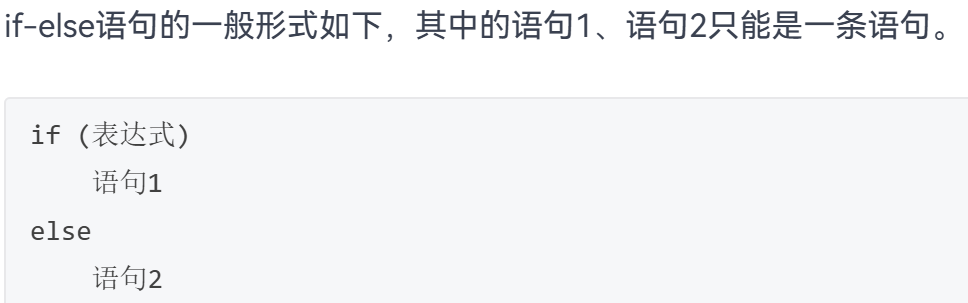 if-else语句的一般形式如下，其中的语句1、语句2只能是一条语句。
if (表达式)
    语句1
else
    语句2